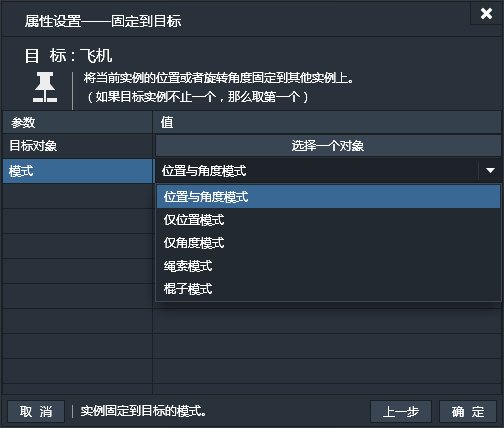 属性设置——固定到目标
目 标 : 飞机
将当前实例的位置或者旋转角度固定到其他实例上。
（如果目标实例不止一个，那么取第一个）
参数
值
目标对象
选择一个对象
模式
位置与角度模式
位置与角度模式
仅位置模式
仅角度模式
绳索模式
棍子模式
取 消
实例固定到目标的模式。
上一步
确 定